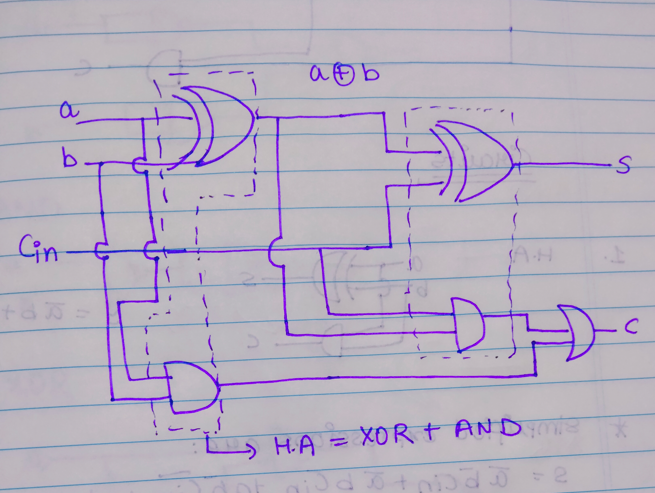 a⊕b
a
b
S
Cin
C
H.A = XOR + AND